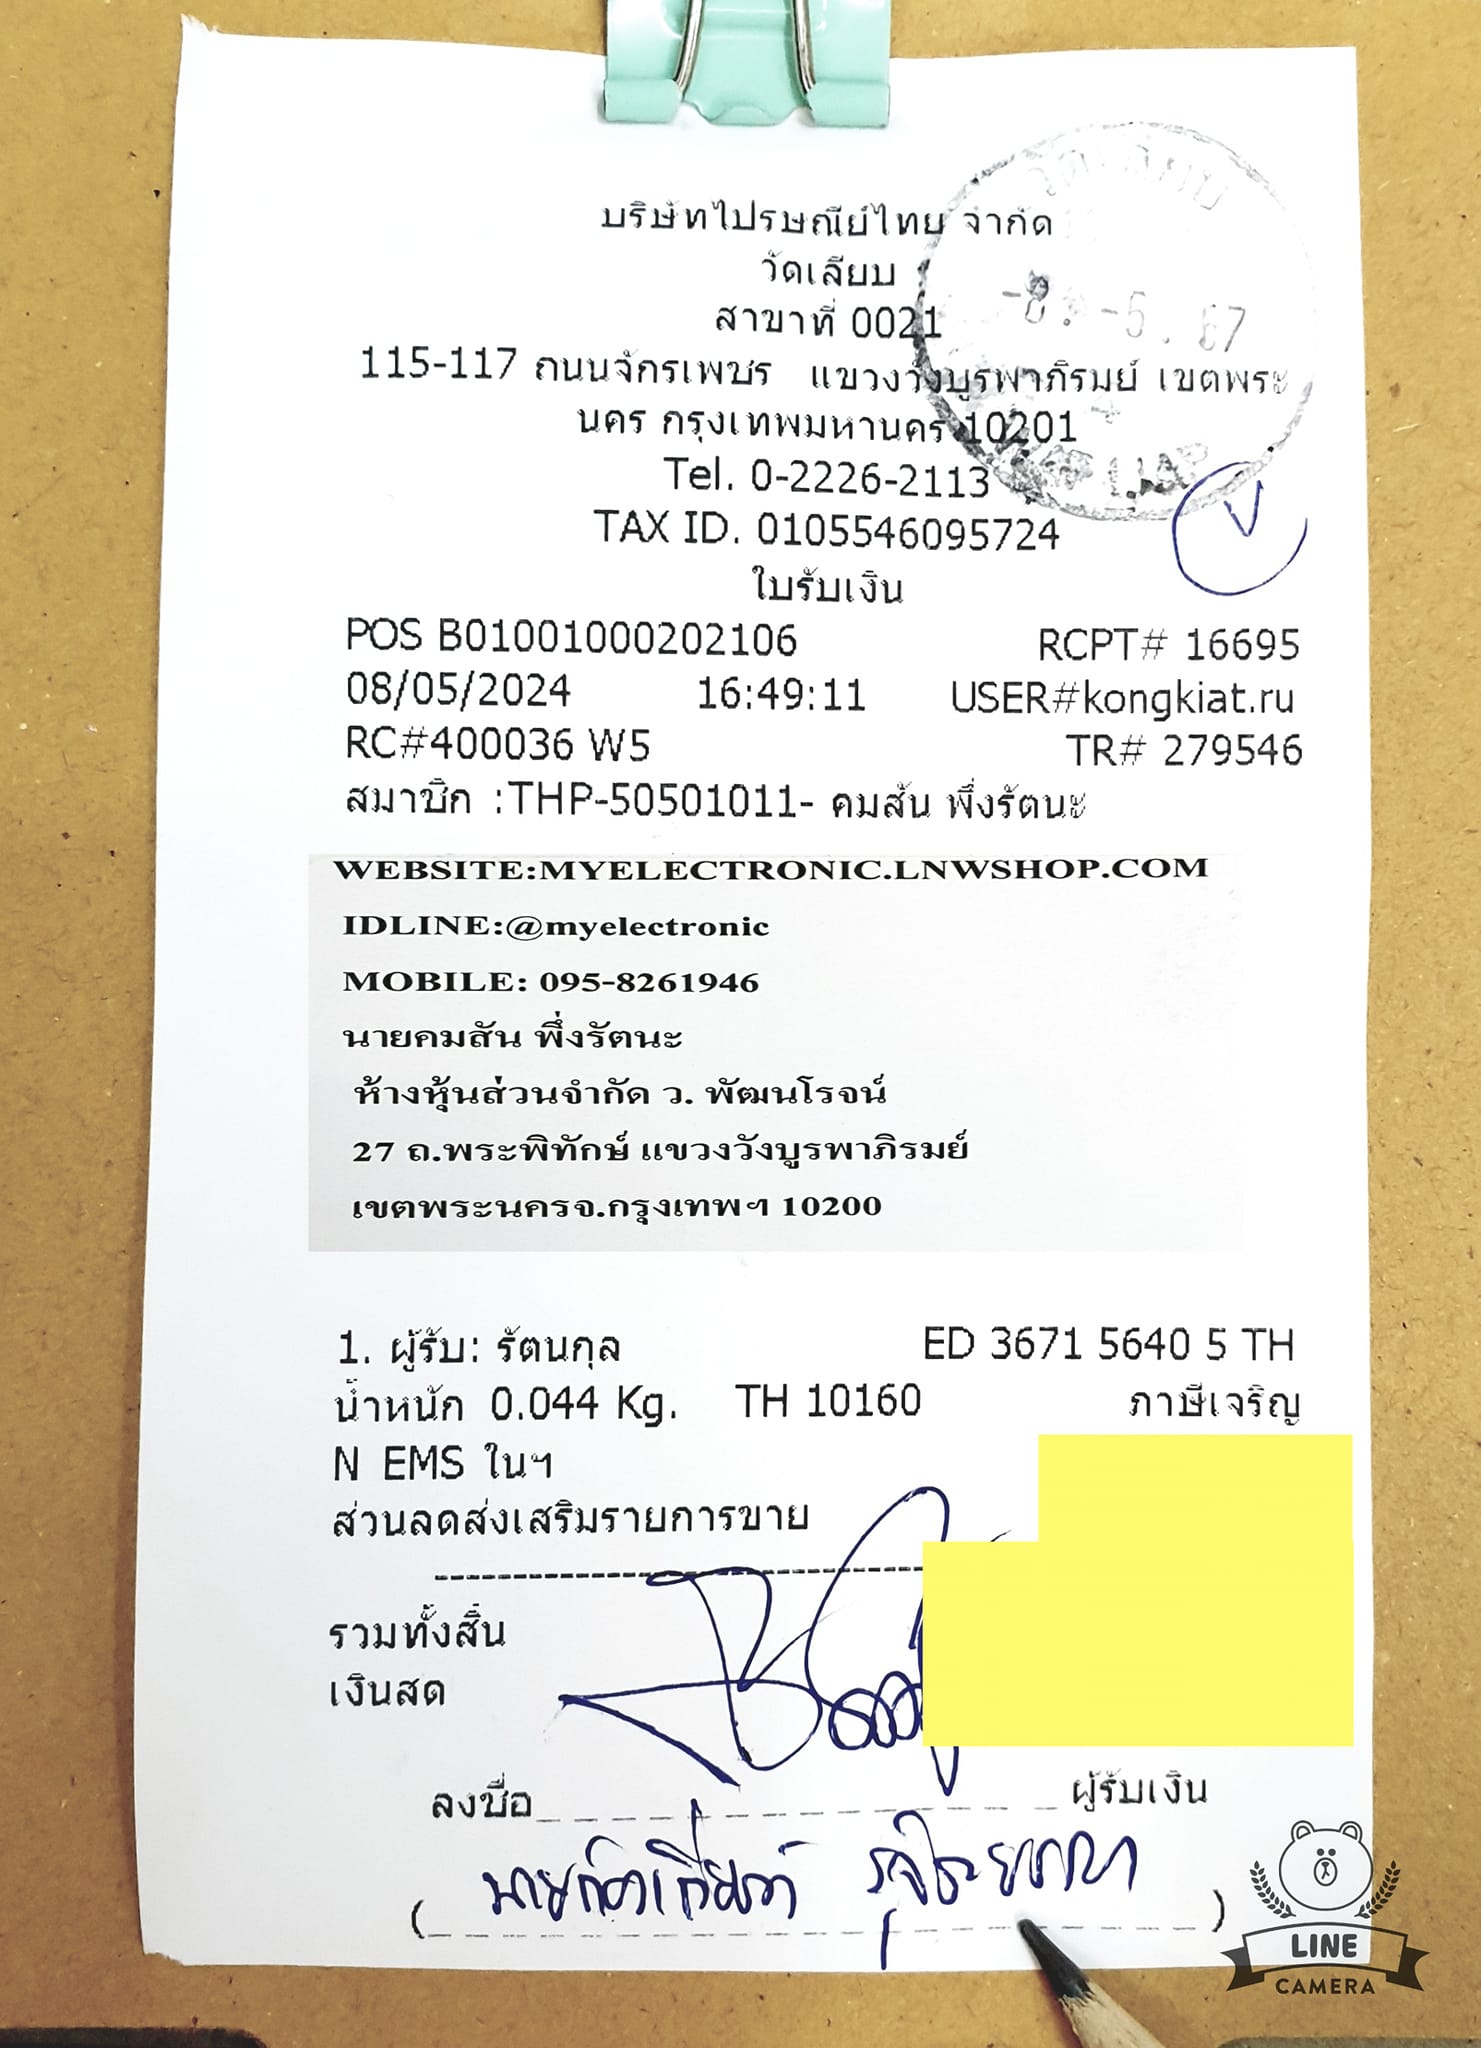 บริษัทไปรษณีย์ไทย จำกัด
วัดเลียบ
สาขาที่ 0021
115-117 ถนนจักรเพชร แขวงวังบูรพาภิรมย์ เขตพระ
นคร กรุงเทพมหานคร 10201
Tel. 0-2226-2113
TAX ID. 0105546095724
ใบรับเงิน
POS B01001000202106 RCPT# 16695
08/05/2024 16:49:11 USER#kongkiat.ru
RC#400036 W5 TR# 279546
สมาชิก :THP-50501011- คมสัน พึ่งรัตนะ
WEBSITE:MYELECTRONIC.LNWSHOP.COM
IDLINE:@myelectronic
MOBILE: 095-8261946
นายคมสัน พึ่งรัตนะ
ห้างหุ้นส่วนจำกัด ว. พัฒนโรจน์
27 ถ.พระพิทักษ์ แขวงวังบูรพาภิรมย์
เขตพระนครจ.กรุงเทพฯ 10200
1. ผู้รับ: รัตนกุล ED 3671 5640 5 TH
น้ำหนัก 0.044 Kg. TH 10160 ภาษีเจริญ
N EMS ในฯ
ส่วนลดส่งเสริมรายการขาย
รวมทั้งสิ้น
เงินสด
ลงชื่อ ผู้รับเงิน
LINE
CAMERA